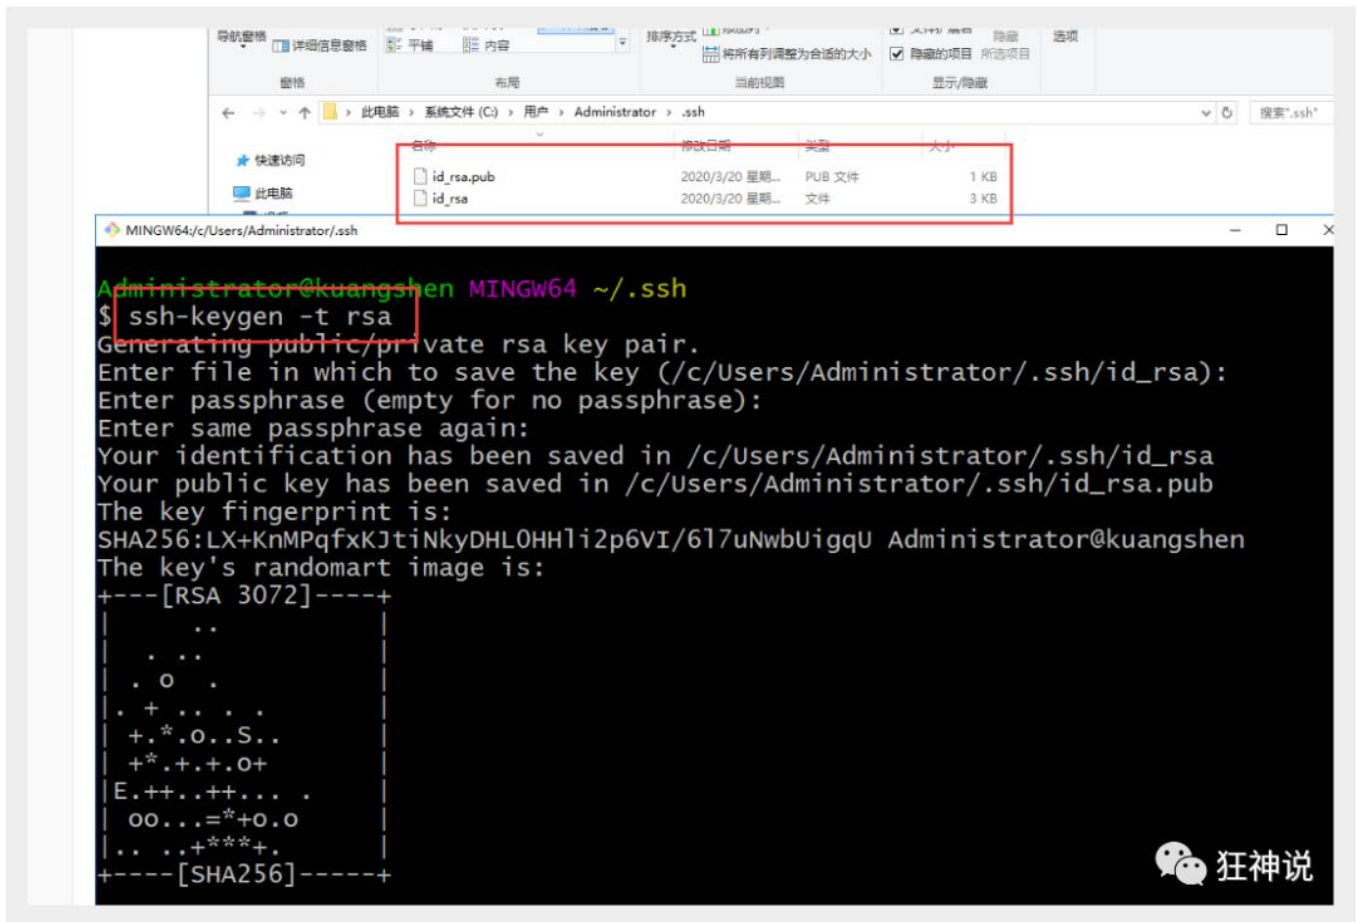 导航窗格 详细信息窗格 平铺 内容 排序方式 将所有列调整为合适的大小 隐藏的项目 隐藏 所选项目 选项
窗格 布局 当前视图 显示/隐藏
此电脑 › 系统文件 (C:) › 用户 › Administrator › .ssh 搜索".ssh"
名称 修改日期 类型 大小
快速访问
id_rsa.pub 2020/3/20 星期... PUB 文件 1 KB
此电脑
id_rsa 2020/3/20 星期... 文件 3 KB
MINGW64:/c/Users/Administrator/.ssh
Administrator@kuangshen MINGW64 ~/.ssh
$ ssh-keygen -t rsa
Generating public/private rsa key pair.
Enter file in which to save the key (/c/Users/Administrator/.ssh/id_rsa):
Enter passphrase (empty for no passphrase):
Enter same passphrase again:
Your identification has been saved in /c/Users/Administrator/.ssh/id_rsa
Your public key has been saved in /c/Users/Administrator/.ssh/id_rsa.pub
The key fingerprint is:
SHA256:LX+KnMPqfxKJtiNkyDHL0HHli2p6VI/6l7uNwbUigqU Administrator@kuangshen
The key's randomart image is:
+---[RSA 3072]----+
|      ..         |
|   . ..          |
|  . o  .         |
|. + .. . .       |
| +.*.o..S..      |
| +*.+.+.o+       |
|E.++..++... .    |
| oo...=*+o.o     |
|.. ..+***+.      |
+----[SHA256]-----+
狂神说